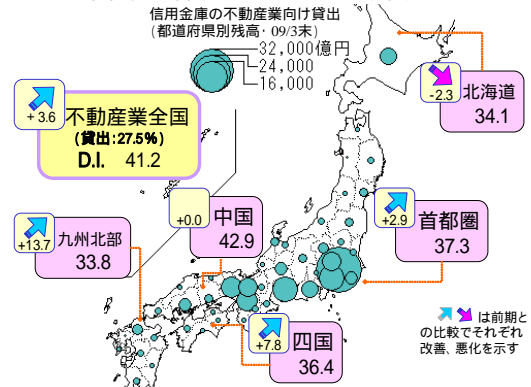 信用金庫の不動産業向け貸出
(都道府県別残高・09/3末)
32,000億円
24,000
16,000
+3.6
不動産業全国
(貸出:27.5%)
D.I. 41.2
-2.3
北海道
34.1
+0.0
中国
42.9
+2.9
首都圏
37.3
+13.7
九州北部
33.8
+7.8
四国
36.4
は前期と
の比較でそれぞれ
改善、悪化を示す